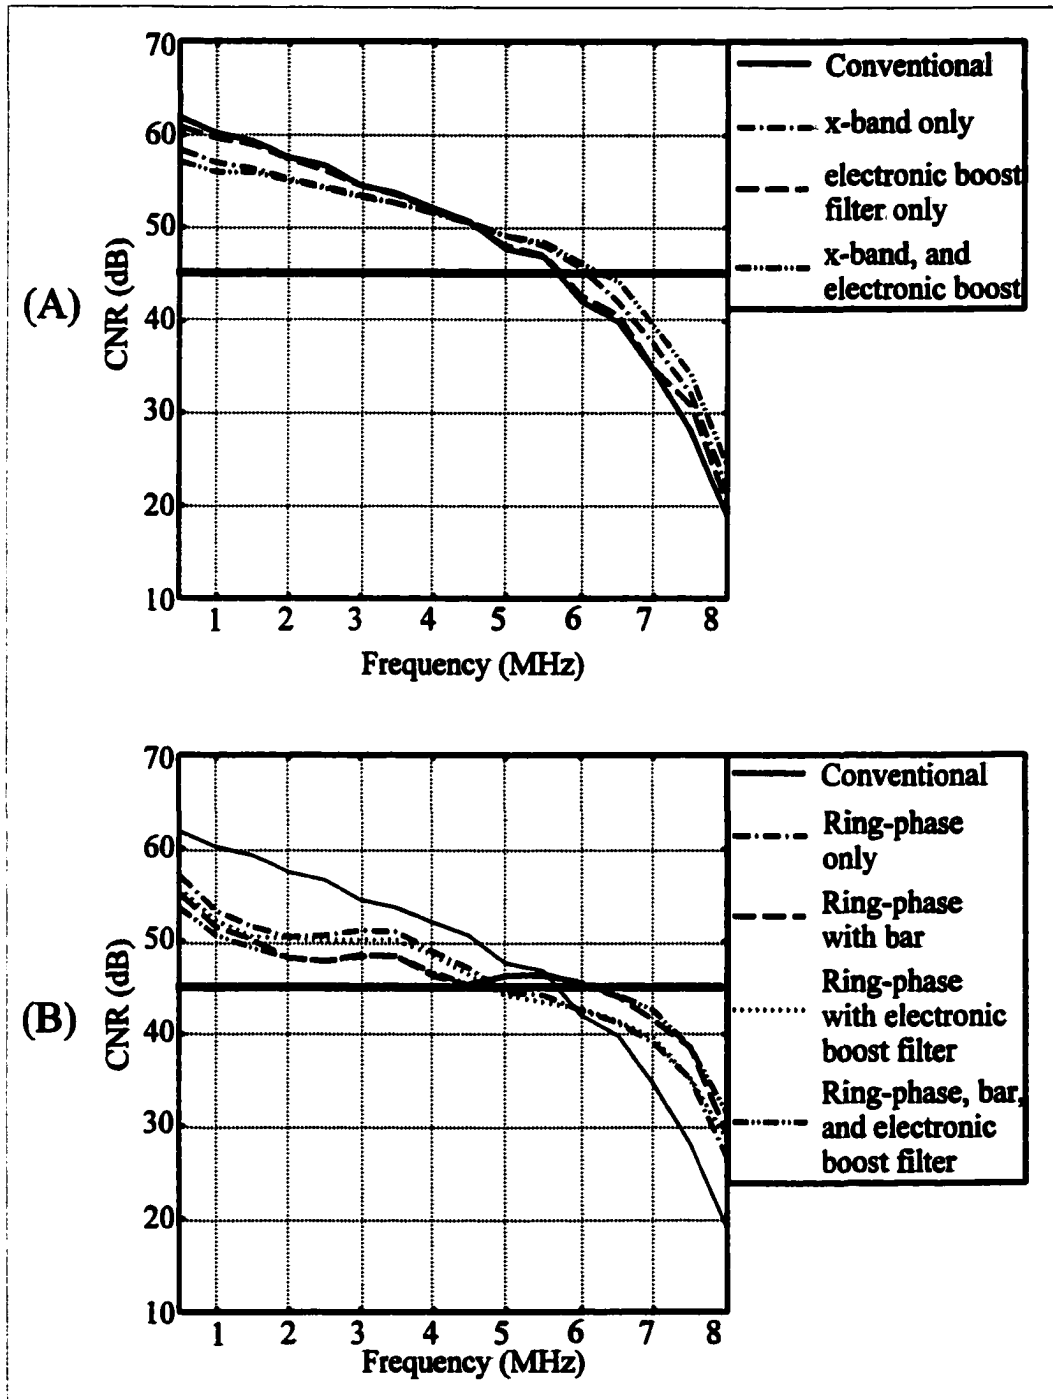 (A)
CNR (dB)
70
60
50
40
30
20
10
1 2 3 4 5 6 7 8
Frequency (MHz)
Conventional
x-band only
electronic boost
filter only
x-band, and
electronic boost
(B)
CNR (dB)
70
60
50
40
30
20
10
1 2 3 4 5 6 7 8
Frequency (MHz)
Conventional
Ring-phase
only
Ring-phase
with bar
Ring-phase
with electronic
boost filter
Ring-phase, bar,
and electronic
boost filter